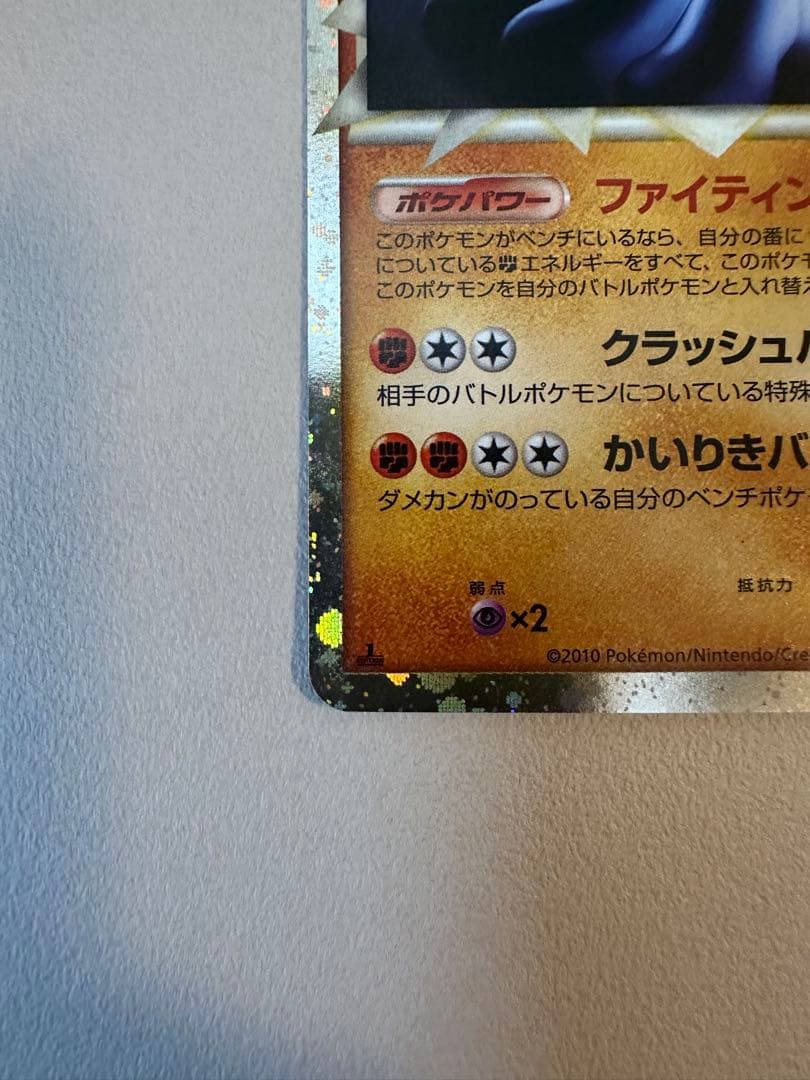 ポケパワー ファイティン
このポケモンがベンチにいるなら、自分の番に
についている闘エネルギーをすべて、このポケモ
このポケモンを自分のバトルポケモンと入れ替え
クラッシュ
相手のバトルポケモンについている特殊
かいりきバ
ダメカンがのっている自分のベンチポケ
弱点 抵抗力
×2
1 EDITION ©2010 Pokémon/Nintendo/Cre